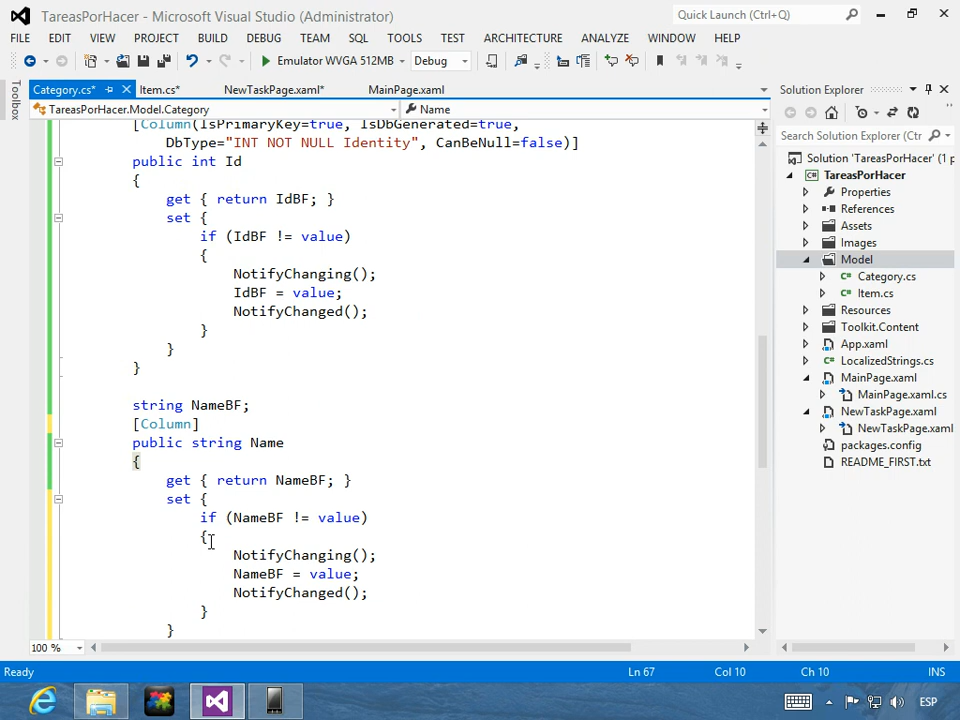 TareasPorHacer - Microsoft Visual Studio (Administrator)
Quick Launch (Ctrl+Q)
FILE EDIT VIEW PROJECT BUILD DEBUG TEAM SQL TOOLS TEST ARCHITECTURE ANALYZE WINDOW HELP
Emulator WVGA 512MB Debug
Category.cs* Item.cs* NewTaskPage.xaml* MainPage.xaml
TareasPorHacer.Model.Category Name
Toolbox
[Column(IsPrimaryKey=true, IsDbGenerated=true,
DbType="INT NOT NULL Identity", CanBeNull=false)]
public int Id
{
get { return IdBF; }
set {
if (IdBF != value)
{
NotifyChanging();
IdBF = value;
NotifyChanged();
}
}
}
string NameBF;
[Column]
public string Name
{
get { return NameBF; }
set {
if (NameBF != value)
{
NotifyChanging();
NameBF = value;
NotifyChanged();
}
}
100 %
Solution Explorer
Search Solution Explorer (Ctrl
Solution 'TareasPorHacer' (1 p
TareasPorHacer
Properties
References
Assets
Images
Model
Category.cs
Item.cs
Resources
Toolkit.Content
App.xaml
LocalizedStrings.cs
MainPage.xaml
MainPage.xaml.cs
NewTaskPage.xaml
NewTaskPage.xaml
packages.config
README_FIRST.txt
Ready Ln 67 Col 10 Ch 10 INS
ESP